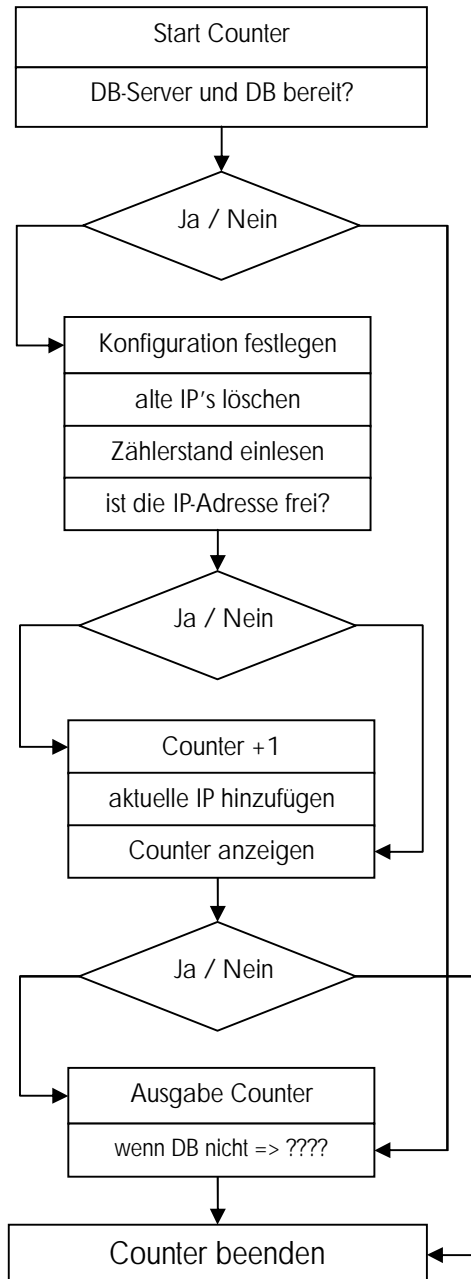 Start Counter
DB-Server und DB bereit?
Ja / Nein
Konfiguration festlegen
alte IP's löschen
Zählerstand einlesen
ist die IP-Adresse frei?
Ja / Nein
Counter +1
aktuelle IP hinzufügen
Counter anzeigen
Ja / Nein
Ausgabe Counter
wenn DB nicht => ????
Counter beenden